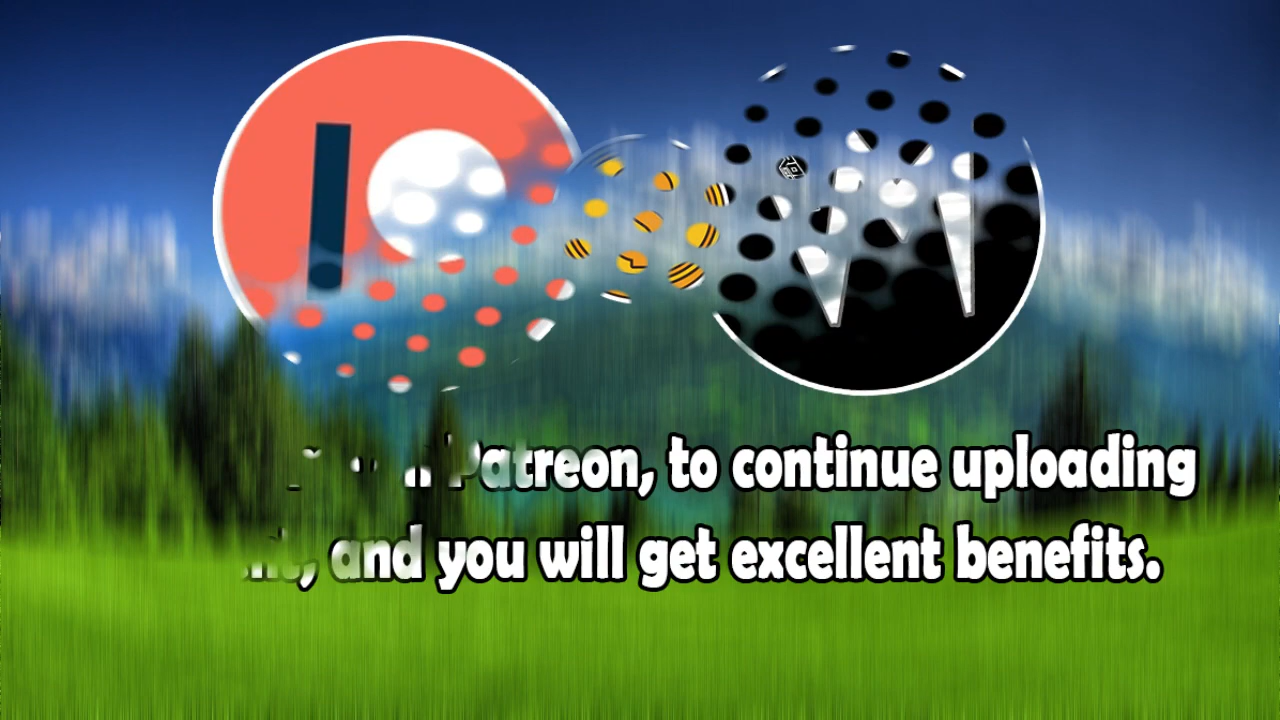 Patreon, to continue uploading
and you will get excellent benefits.